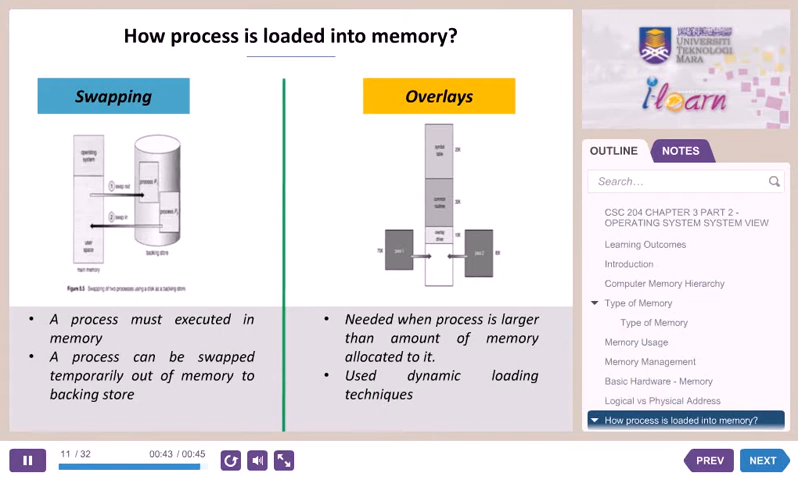 How process is loaded into memory?
Swapping
operating
system
swap out
process P₁
swap in
process P₂
user
space
backing store
main memory
Swapping of two processes using a disk as a backing store.
• A process must executed in
memory
• A process can be swapped
temporarily out of memory to
backing store
Overlays
symbol
table
20K
common
routines
30K
overlay
driver
10K
70K
pass 1
pass 2
80K
• Needed when process is larger
than amount of memory
allocated to it.
• Used dynamic loading
techniques
UNIVERSITI
TEKNOLOGI
MARA
i-learn
OUTLINE
NOTES
Search...
CSC 204 CHAPTER 3 PART 2 -
OPERATING SYSTEM SYSTEM VIEW
Learning Outcomes
Introduction
Computer Memory Hierarchy
Type of Memory
Type of Memory
Memory Usage
Memory Management
Basic Hardware - Memory
Logical vs Physical Address
How process is loaded into memory?
11 / 32
00:43 / 00:45
PREV
NEXT